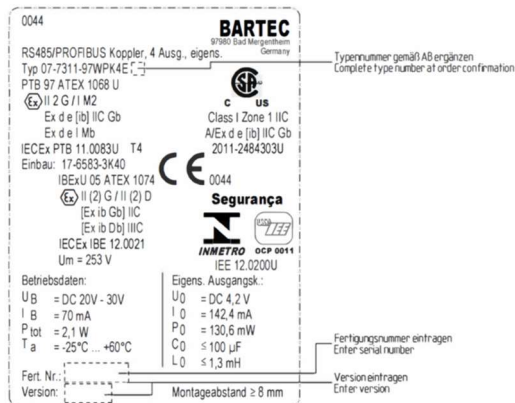 0044
BARTEC
97980 Bad Mergentheim
Germany
RS485/PROFIBUS Koppler, 4 Ausg., eigens.
Typ 07-7311-97WPK4E
Typennummer gemäß AB ergänzen
Complete type number at order confirmation
PTB 97 ATEX 1068 U
Ex II 2 G / I M2
Ex d e [ib] IIC Gb
Ex d e I Mb
IECEx PTB 11.0083U T4
SA
C US
Class I Zone 1 IIC
A/Ex d e [ib] IIC Gb
2011-2484303U
Einbau: 17-6583-3K40
IBExU 05 ATEX 1074
Ex II (2) G / II (2) D
[Ex ib Gb] IIC
[Ex ib Db] IIIC
IECEx IBE 12.0021
Um = 253 V
CE 0044
Segurança
INMETRO
IEE
OCP 0011
IEE 12.0200U
Betriebsdaten:
UB = DC 20V - 30V
IB = 70 mA
Ptot = 2,1 W
Ta = -25°C ... +60°C
Eigens. Ausgangsk.:
U0 = DC 4,2 V
I0 = 142,4 mA
P0 = 130,6 mW
C0 ≤ 100 µF
L0 ≤ 1,3 mH
Fert. Nr.:
Fertigungsnummer eintragen
Enter serial number
Version:
Montageabstand ≥ 8 mm
Version eintragen
Enter version